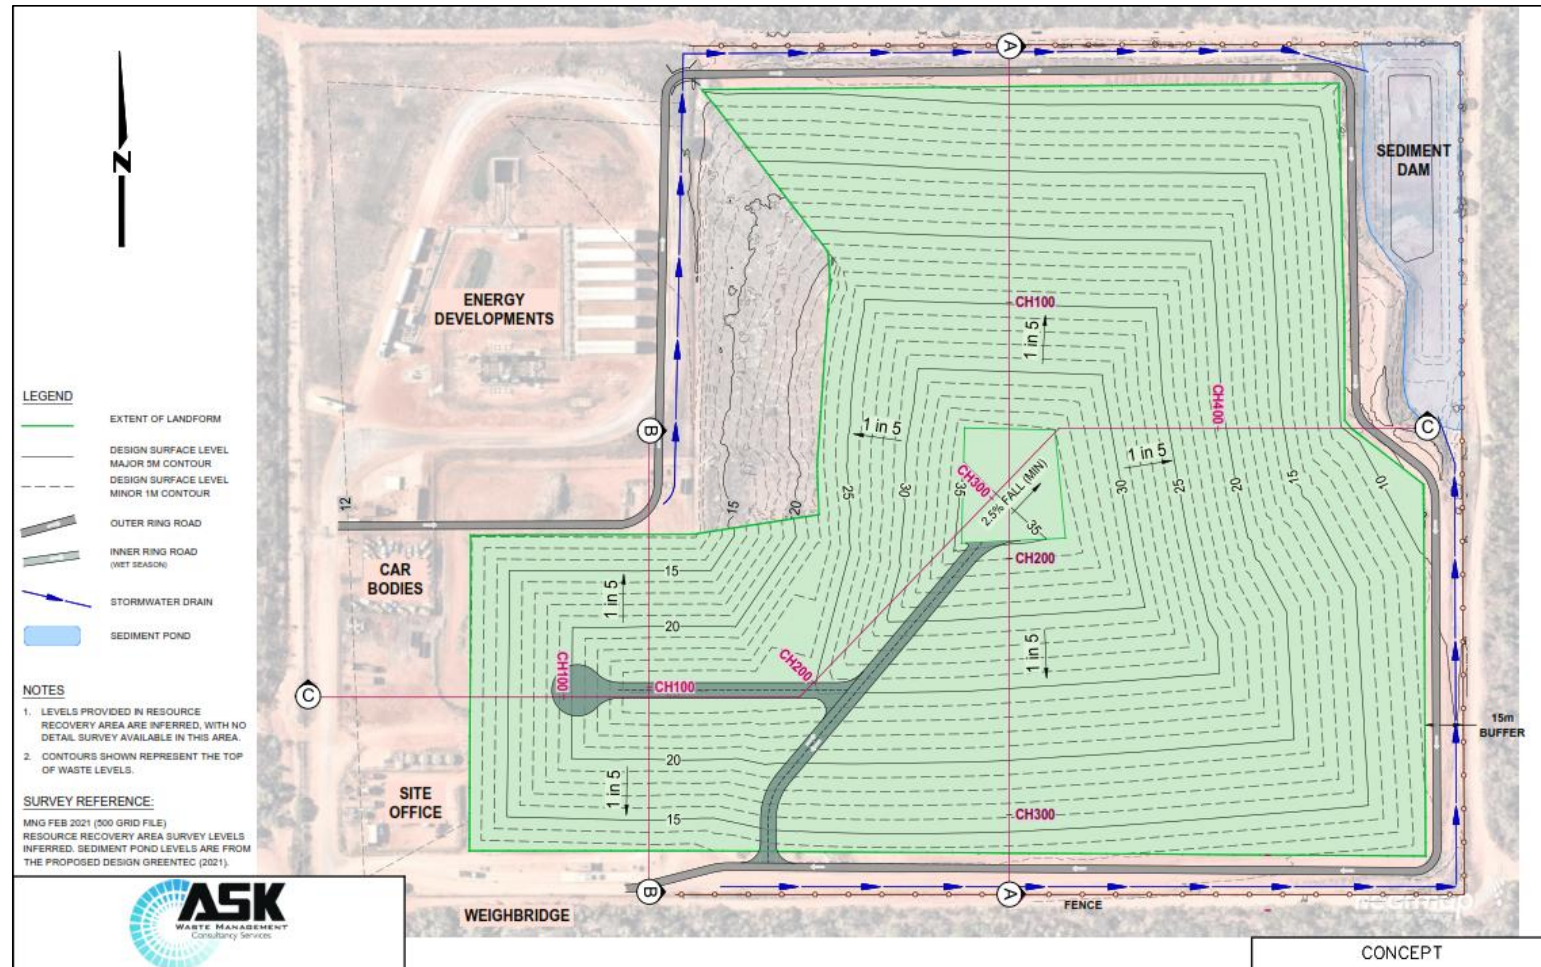 N
A
SEDIMENT
DAM
ENERGY
DEVELOPMENTS
CH100
1 in 5
CH400
B
1 in 5
C
1 in 5
CH300
2.5% FALL (MIN)
35
25
30
35
30
25
20
15
10
15
20
12
CH200
LEGEND
EXTENT OF LANDFORM
DESIGN SURFACE LEVEL
MAJOR 5M CONTOUR
DESIGN SURFACE LEVEL
MINOR 1M CONTOUR
OUTER RING ROAD
INNER RING ROAD
(WET SEASON)
STORMWATER DRAIN
SEDIMENT POND
CAR
BODIES
15
1 in 5
20
1 in 5
CH100
CH100
CH200
C
15m
BUFFER
20
1 in 5
15
CH300
SITE
OFFICE
NOTES
1. LEVELS PROVIDED IN RESOURCE
RECOVERY AREA ARE INFERRED, WITH NO
DETAIL SURVEY AVAILABLE IN THIS AREA.
2. CONTOURS SHOWN REPRESENT THE TOP
OF WASTE LEVELS.
SURVEY REFERENCE:
MNG FEB 2021 (500 GRID FILE)
RESOURCE RECOVERY AREA SURVEY LEVELS
INFERRED. SEDIMENT POND LEVELS ARE FROM
THE PROPOSED DESIGN GREENTEC (2021).
B
A
FENCE
WEIGHBRIDGE
ASK
WASTE MANAGEMENT
Consultancy Services
CONCEPT